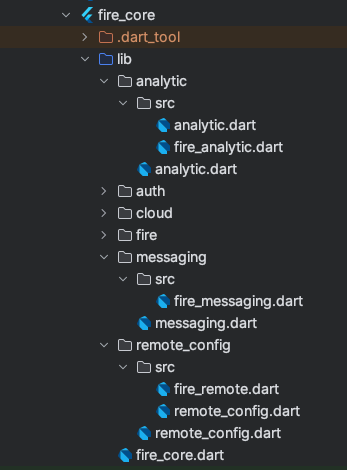 fire_core
.dart_tool
lib
analytic
src
analytic.dart
fire_analytic.dart
analytic.dart
auth
cloud
fire
messaging
src
fire_messaging.dart
messaging.dart
remote_config
src
fire_remote.dart
remote_config.dart
remote_config.dart
fire_core.dart